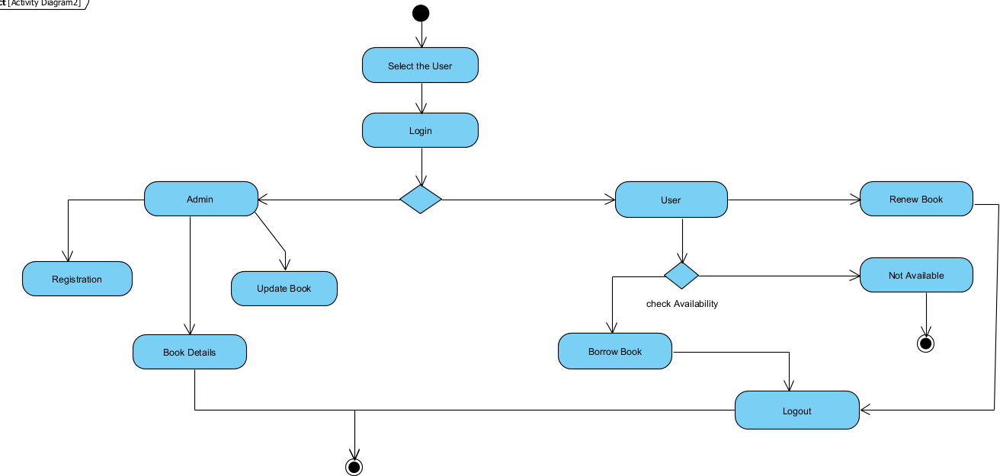 [Activity Diagram2]
Select the User
Login
Admin
User
Renew Book
Registration
Update Book
Not Available
check Availability
Book Details
Borrow Book
Logout